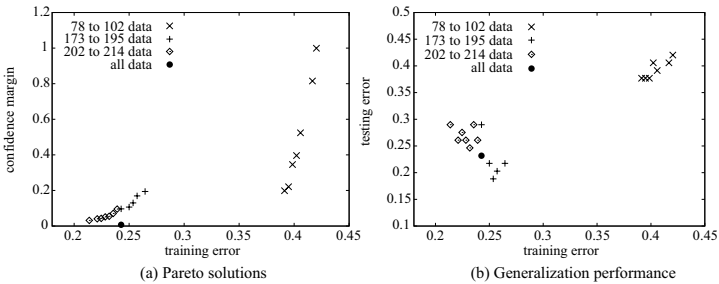 1.2
1
0.8
0.6
0.4
0.2
0
confidence margin
78 to 102 data
173 to 195 data
202 to 214 data
all data
0.2
0.25
0.3
0.35
0.4
0.45
training error
(a) Pareto solutions
0.5
0.45
0.4
0.35
0.3
0.25
0.2
0.15
0.1
testing error
78 to 102 data
173 to 195 data
202 to 214 data
all data
0.2
0.25
0.3
0.35
0.4
0.45
training error
(b) Generalization performance